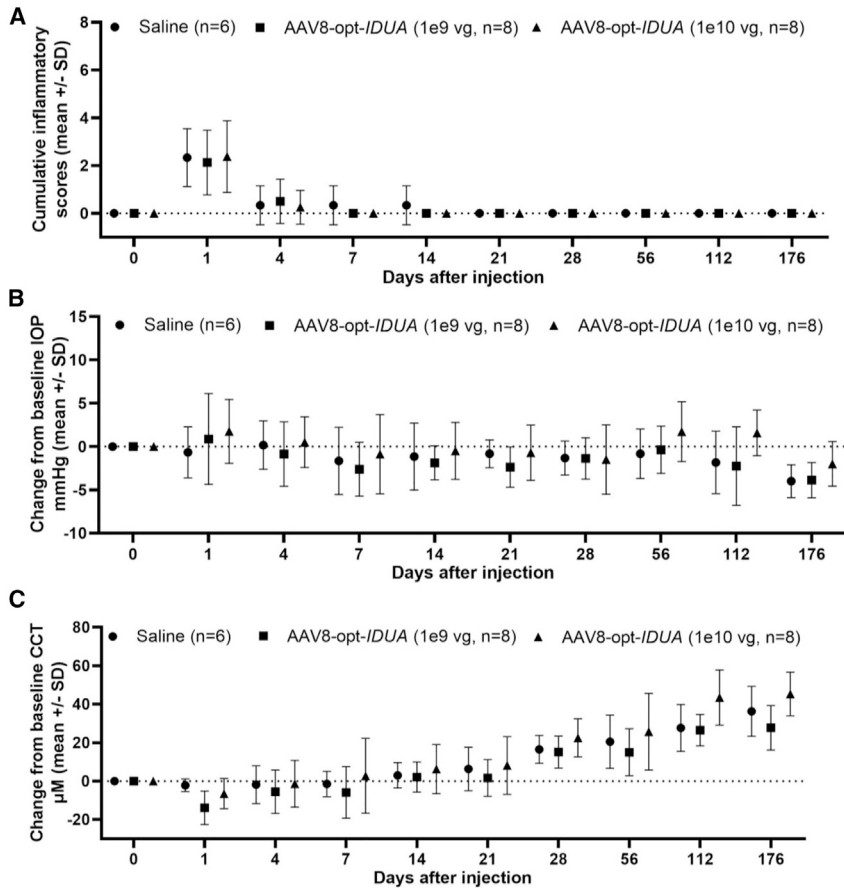 A
Saline (n=6) AAV8-opt-IDUA (1e9 vg, n=8) AAV8-opt-IDUA (1e10 vg, n=8)
Cumulative inflammatory
scores (mean +/- SD)
8
6
4
2
0
0 1 4 7 14 21 28 56 112 176
Days after injection
B
Saline (n=6) AAV8-opt-IDUA (1e9 vg, n=8) AAV8-opt-IDUA (1e10 vg, n=8)
Change from baseline IOP
mmHg (mean +/- SD)
15
10
5
0
-5
-10
0 1 4 7 14 21 28 56 112 176
Days after injection
C
Saline (n=6) AAV8-opt-IDUA (1e9 vg, n=8) AAV8-opt-IDUA (1e10 vg, n=8)
Change from baseline CCT
µM (mean +/- SD)
80
60
40
20
0
-20
0 1 4 7 14 21 28 56 112 176
Days after injection